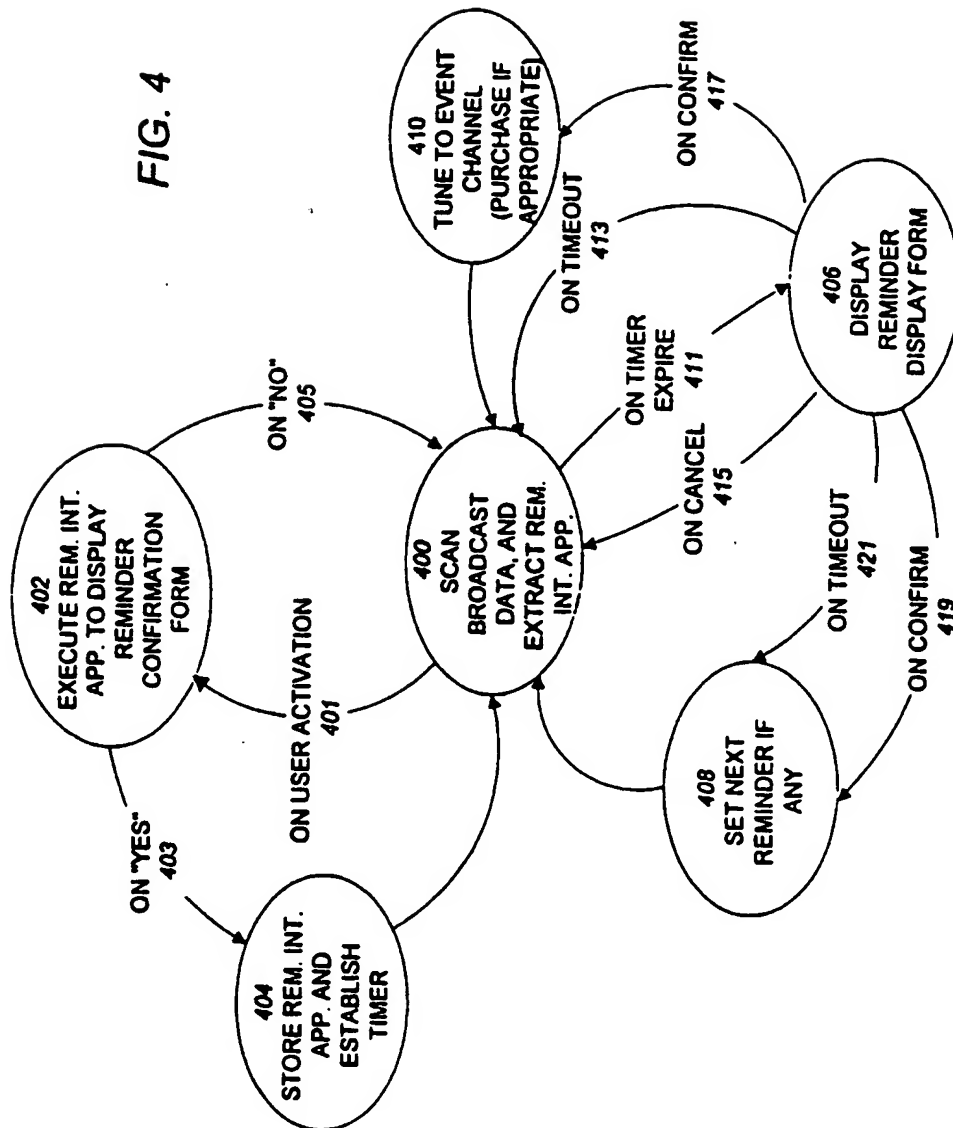 FIG. 4
402
EXECUTE REM. INT.
APP. TO DISPLAY
REMINDER
CONFIRMATION
FORM
ON "YES"
403
ON "NO"
405
ON USER ACTIVATION
401
404
STORE REM. INT.
APP. AND
ESTABLISH
TIMER
400
SCAN
BROADCAST
DATA, AND
EXTRACT REM.
INT. APP.
410
TUNE TO EVENT
CHANNEL
(PURCHASE IF
APPROPRIATE)
ON TIMEOUT
413
ON CONFIRM
417
ON TIMER
EXPIRE
411
ON CANCEL
415
406
DISPLAY
REMINDER
DISPLAY FORM
ON TIMEOUT
421
ON CONFIRM
419
408
SET NEXT
REMINDER IF
ANY